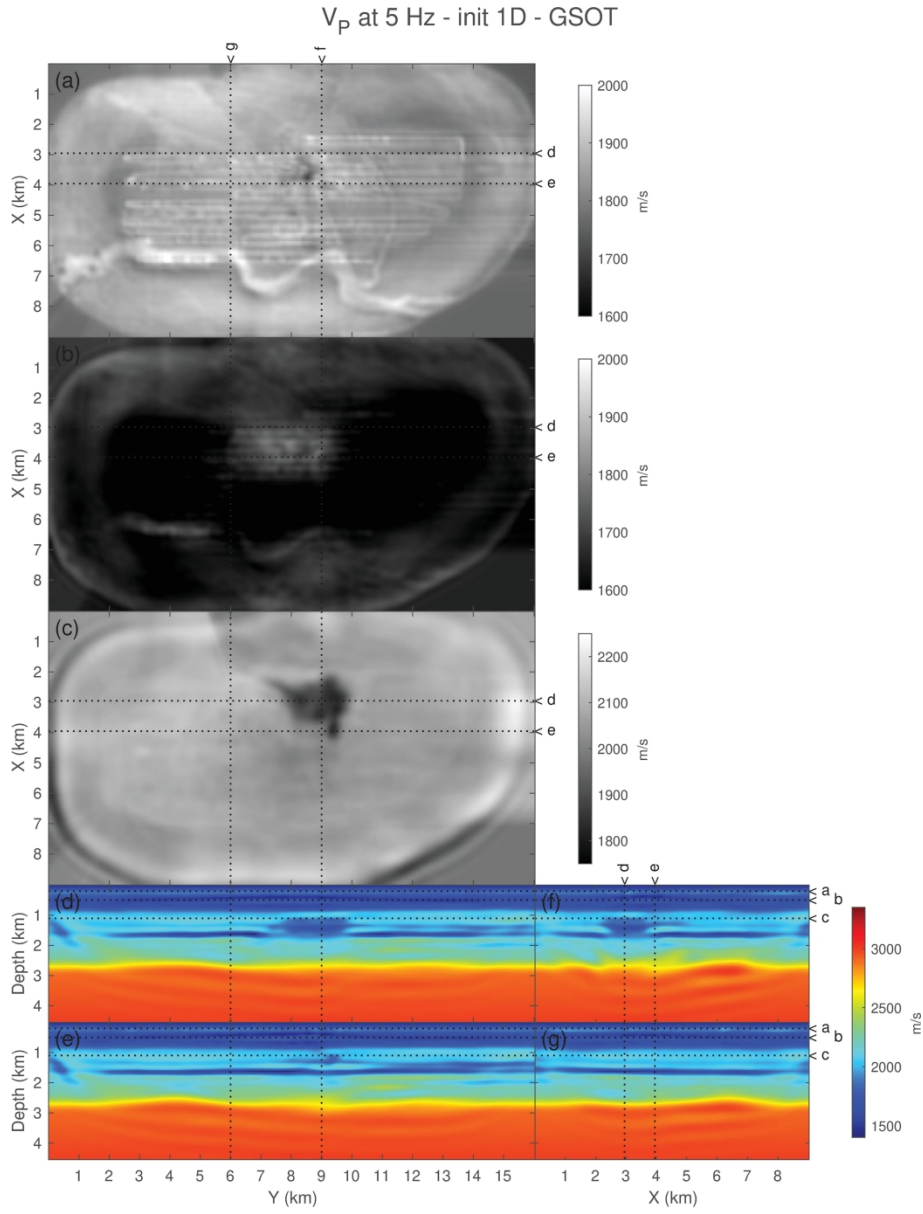 V_P at 5 Hz - init 1D - GSOT
< g
< f
(a)
1
2
3
4
5
6
7
8
X (km)
< d
< e
2000
1900
1800
1700
1600
m/s
(b)
1
2
3
4
5
6
7
8
X (km)
< d
< e
2000
1900
1800
1700
1600
m/s
(c)
1
2
3
4
5
6
7
8
X (km)
< d
< e
2200
2100
2000
1900
1800
m/s
< d
< e
(d)
1
2
3
4
Depth (km)
(f)
< a
< b
< c
(e)
1
2
3
4
Depth (km)
(g)
< a
< b
< c
3000
2500
2000
1500
m/s
1 2 3 4 5 6 7 8 9 10 11 12 13 14 15
Y (km)
1 2 3 4 5 6 7 8
X (km)